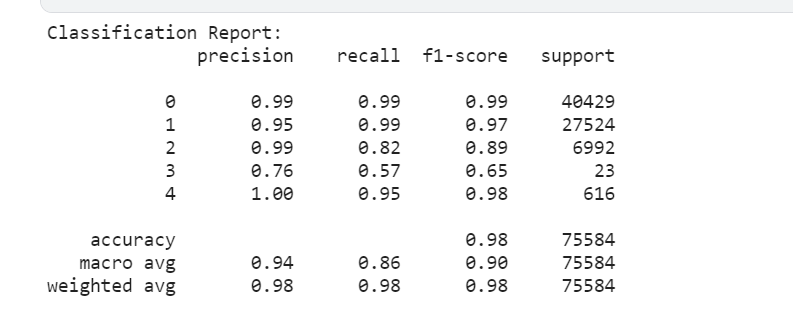 Classification Report:
precision recall f1-score support
0 0.99 0.99 0.99 40429
1 0.95 0.99 0.97 27524
2 0.99 0.82 0.89 6992
3 0.76 0.57 0.65 23
4 1.00 0.95 0.98 616
accuracy 0.98 75584
macro avg 0.94 0.86 0.90 75584
weighted avg 0.98 0.98 0.98 75584